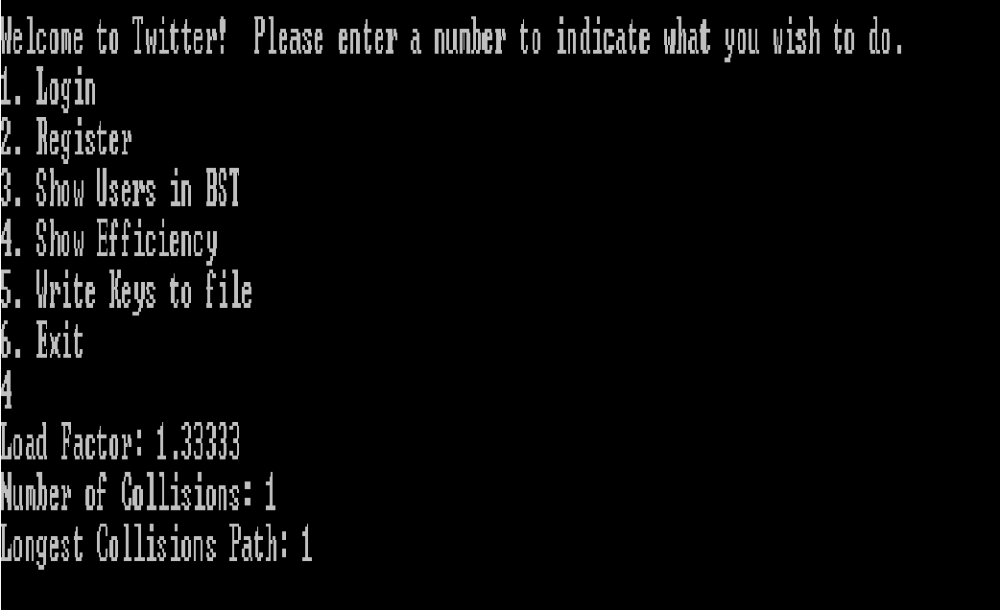 Welcome to Twitter!  Please enter a number to indicate what you wish to do.
1. Login
2. Register
3. Show Users in BST
4. Show Efficiency
5. Write Keys to file
6. Exit
4
Load Factor: 1.33333
Number of Collisions: 1
Longest Collisions Path: 1